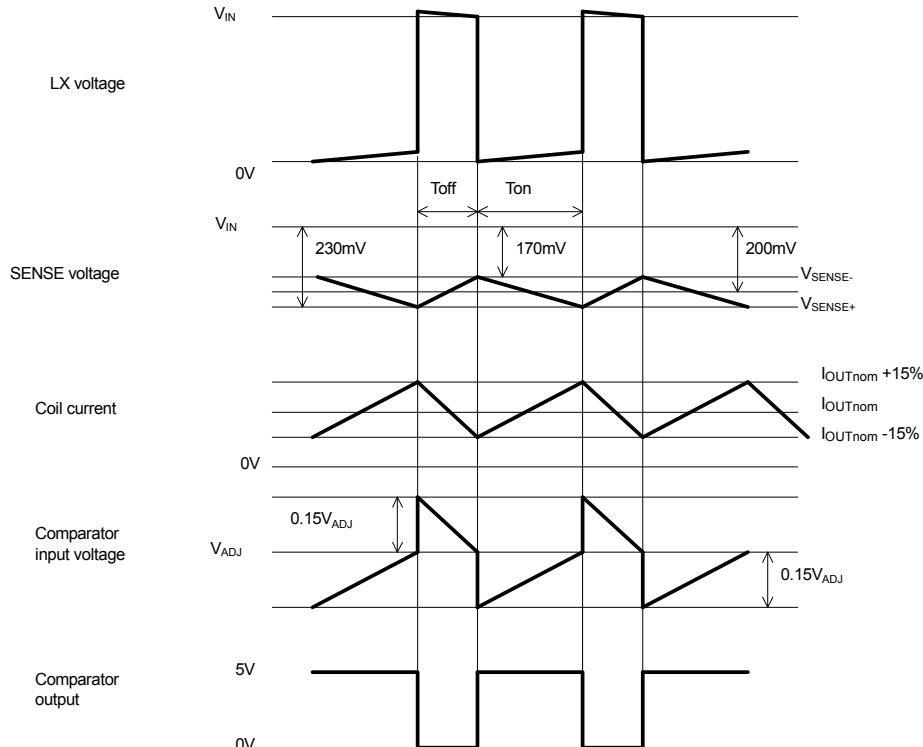 VIN
LX voltage
0V
Toff Ton
VIN
230mV 170mV 200mV
SENSE voltage
VSENSE-
VSENSE+
IOUTnom +15%
Coil current
IOUTnom
IOUTnom -15%
0V
0.15VADJ
Comparator
input voltage
VADJ
0.15VADJ
5V
Comparator
output
0V